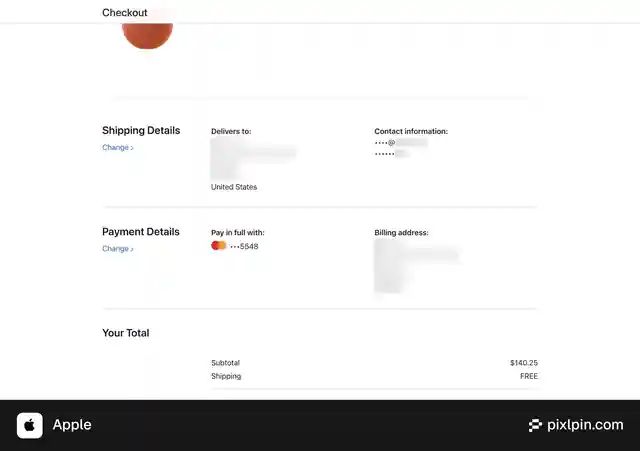 Checkout
Shipping Details
Change ›
Delivers to:
United States
Contact information:
••••@
••••••
Payment Details
Change ›
Pay in full with:
•••5548
Billing address:
Your Total
Subtotal $140.25
Shipping FREE
Apple
pixlpin.com